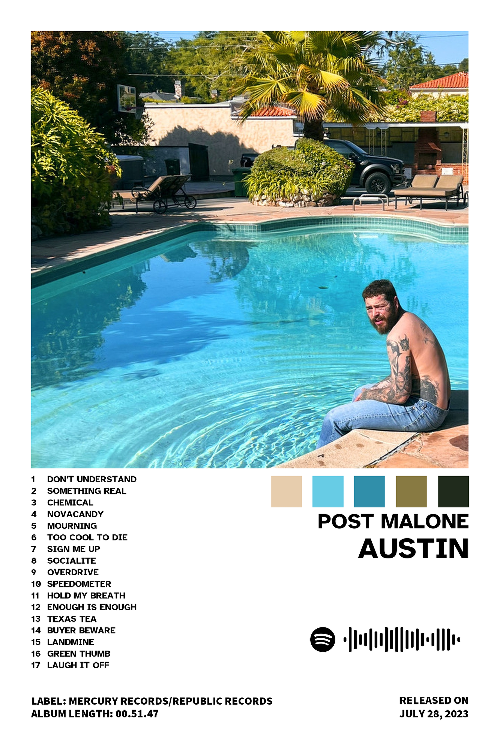 1 DON'T UNDERSTAND
2 SOMETHING REAL
3 CHEMICAL
4 NOVACANDY
5 MOURNING
6 TOO COOL TO DIE
7 SIGN ME UP
8 SOCIALITE
9 OVERDRIVE
10 SPEEDOMETER
11 HOLD MY BREATH
12 ENOUGH IS ENOUGH
13 TEXAS TEA
14 BUYER BEWARE
15 LANDMINE
16 GREEN THUMB
17 LAUGH IT OFF
POST MALONE
AUSTIN
LABEL: MERCURY RECORDS/REPUBLIC RECORDS
ALBUM LENGTH: 00.51.47
RELEASED ON
JULY 28, 2023